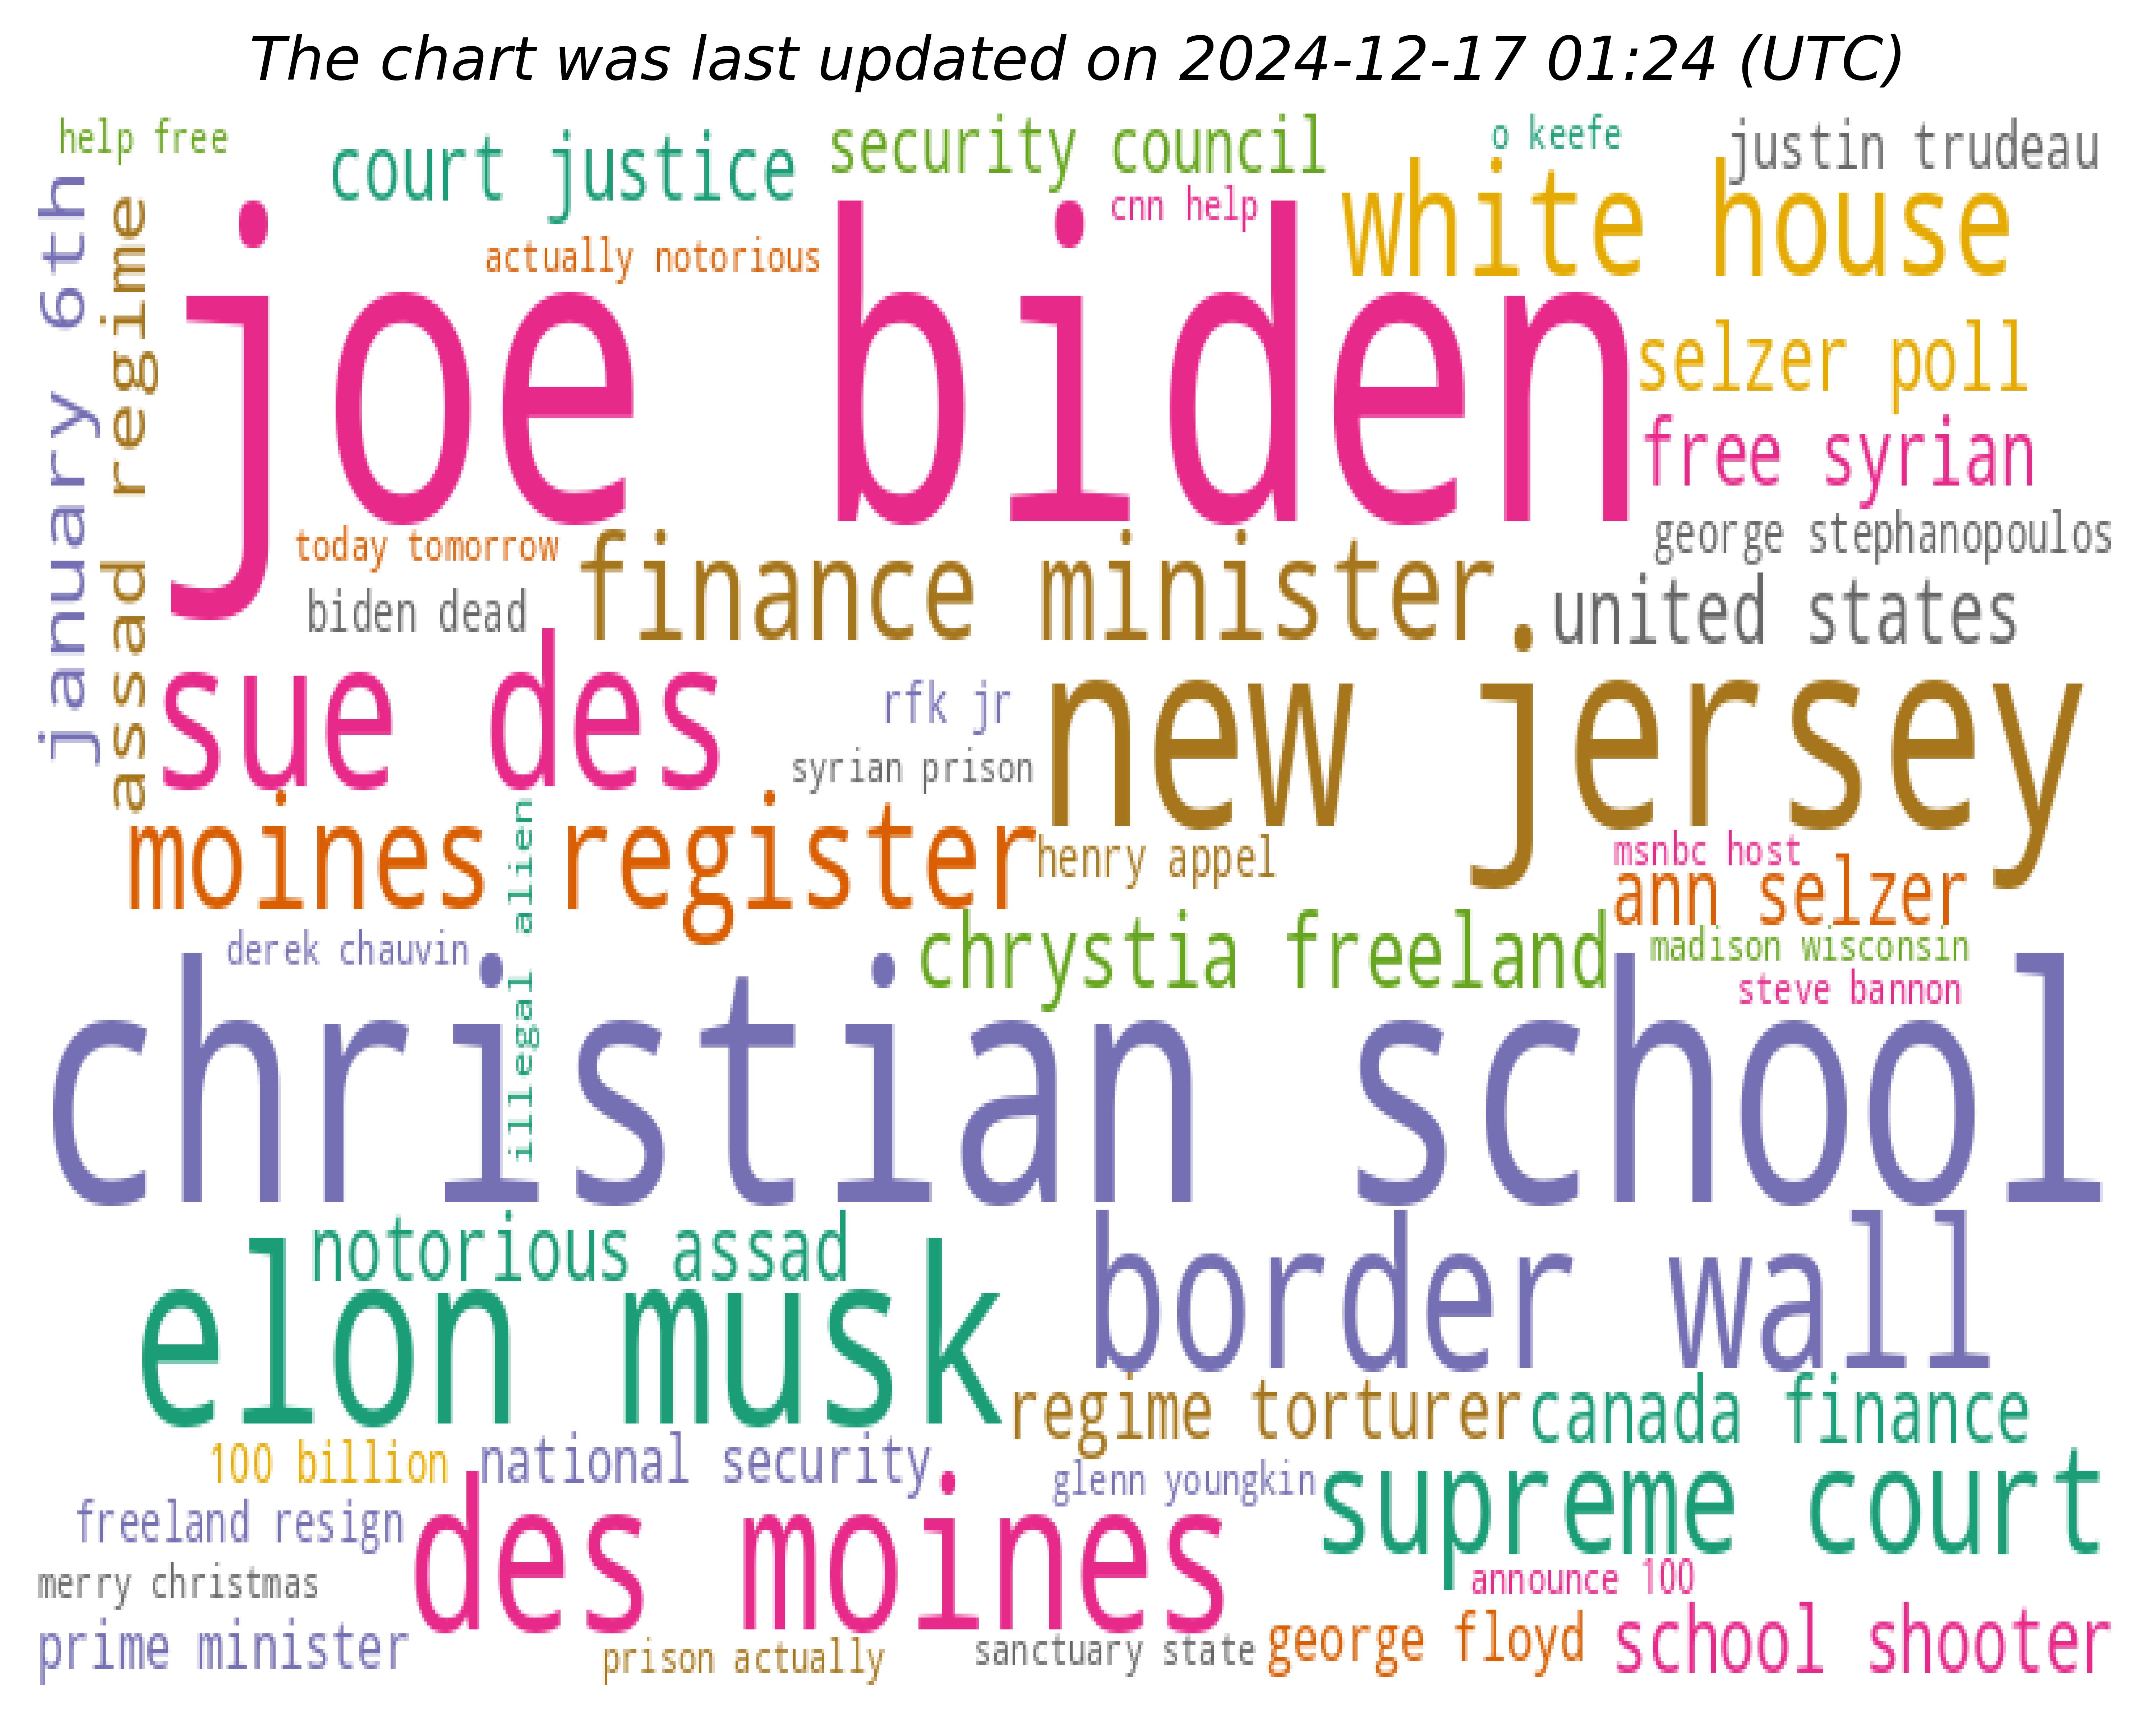 The chart was last updated on 2024-12-17 01:24 (UTC)
help free
court justice
security council
o keefe
justin trudeau
cnn help
white house
january 6th
assad regime
actually notorious
joe biden
selzer poll
free syrian
today tomorrow
george stephanopoulos
biden dead
finance minister
united states
sue des
rfk jr
new jersey
syrian prison
moines register
illegal alien
henry appel
msnbc host
ann selzer
derek chauvin
chrystia freeland
madison wisconsin
steve bannon
christian school
notorious assad
elon musk
border wall
regime torturer
canada finance
100 billion
national security
glenn youngkin
supreme court
freeland resign
des moines
merry christmas
announce 100
prime minister
prison actually
sanctuary state
george floyd
school shooter